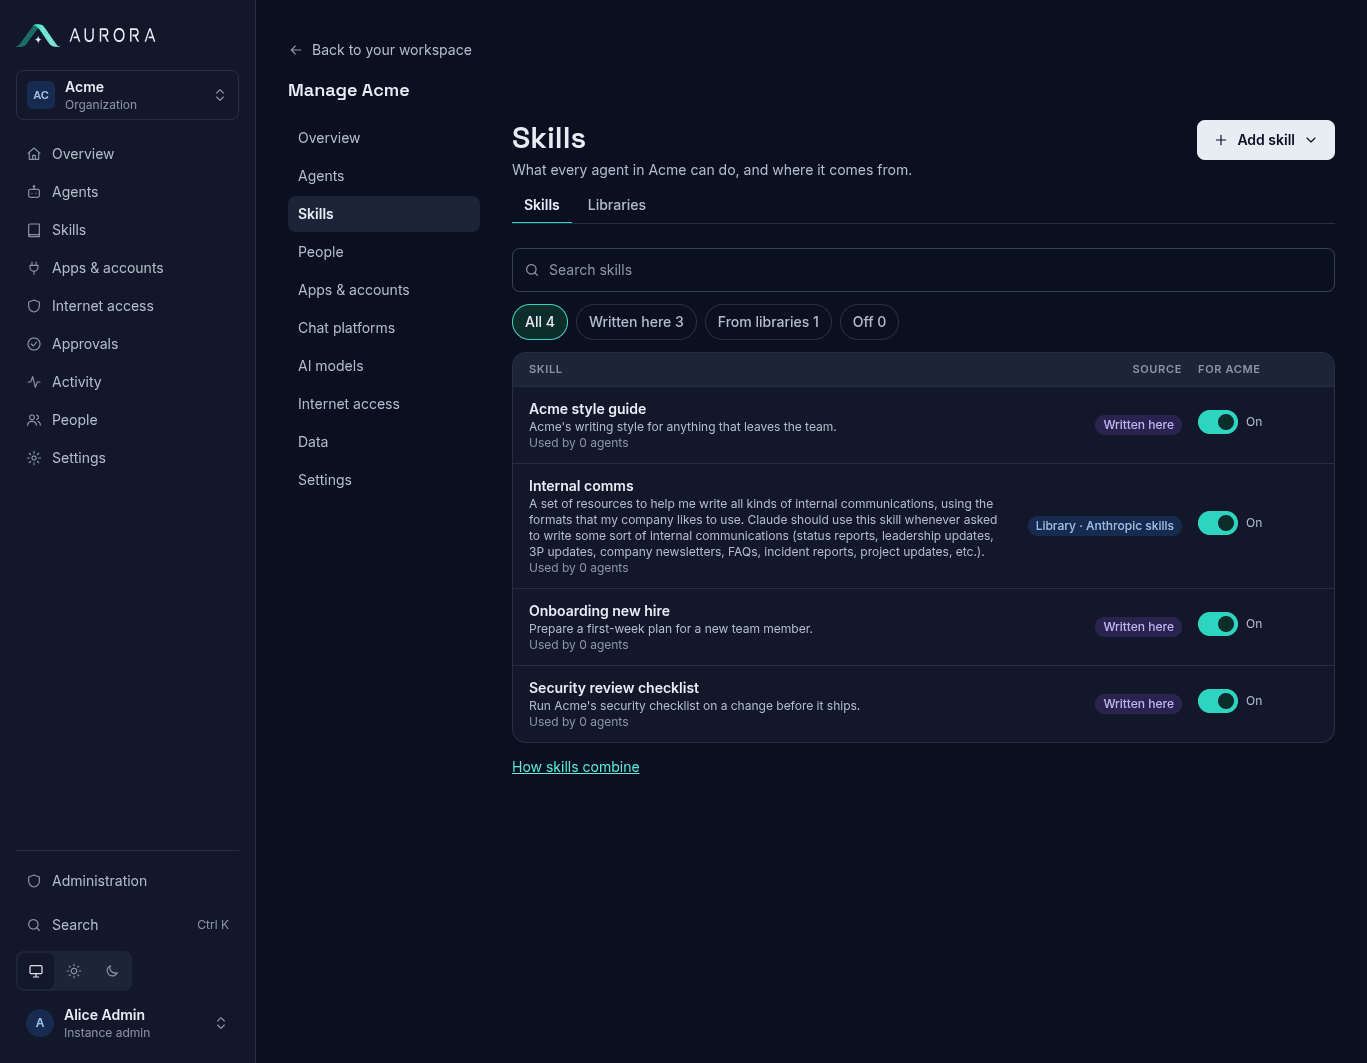 AURORA
AC
Acme
Organization
Overview
Agents
Skills
Apps & accounts
Internet access
Approvals
Activity
People
Settings
Administration
Search
Ctrl K
A
Alice Admin
Instance admin
Back to your workspace
Manage Acme
Overview
Agents
Skills
People
Apps & accounts
Chat platforms
AI models
Internet access
Data
Settings
Skills
What every agent in Acme can do, and where it comes from.
Add skill
Skills
Libraries
Search skills
All 4
Written here 3
From libraries 1
Off 0
SKILL
SOURCE
FOR ACME
Acme style guide
Acme's writing style for anything that leaves the team.
Used by 0 agents
Written here
On
Internal comms
A set of resources to help me write all kinds of internal communications, using the
formats that my company likes to use. Claude should use this skill whenever asked
to write some sort of internal communications (status reports, leadership updates,
3P updates, company newsletters, FAQs, incident reports, project updates, etc.).
Used by 0 agents
Library · Anthropic skills
On
Onboarding new hire
Prepare a first-week plan for a new team member.
Used by 0 agents
Written here
On
Security review checklist
Run Acme's security checklist on a change before it ships.
Used by 0 agents
Written here
On
How skills combine